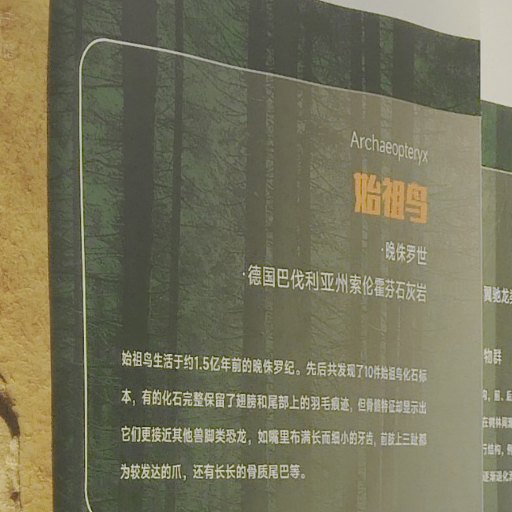 Archaeopteryx
始祖鸟
·晚侏罗世
·德国巴伐利亚州索伦霍芬石灰岩
始祖鸟生活于约1.5亿年前的晚侏罗纪。先后共发现了10件始祖鸟化石标
本，有的化石完整保留了翅膀和尾部上的羽毛痕迹，但骨骼特征却显示出
它们更接近其他兽脚类恐龙，如嘴里布满长而细小的牙齿，前肢上三趾都
为较发达的爪，还有长长的骨质尾巴等。
翼驰龙类
物群